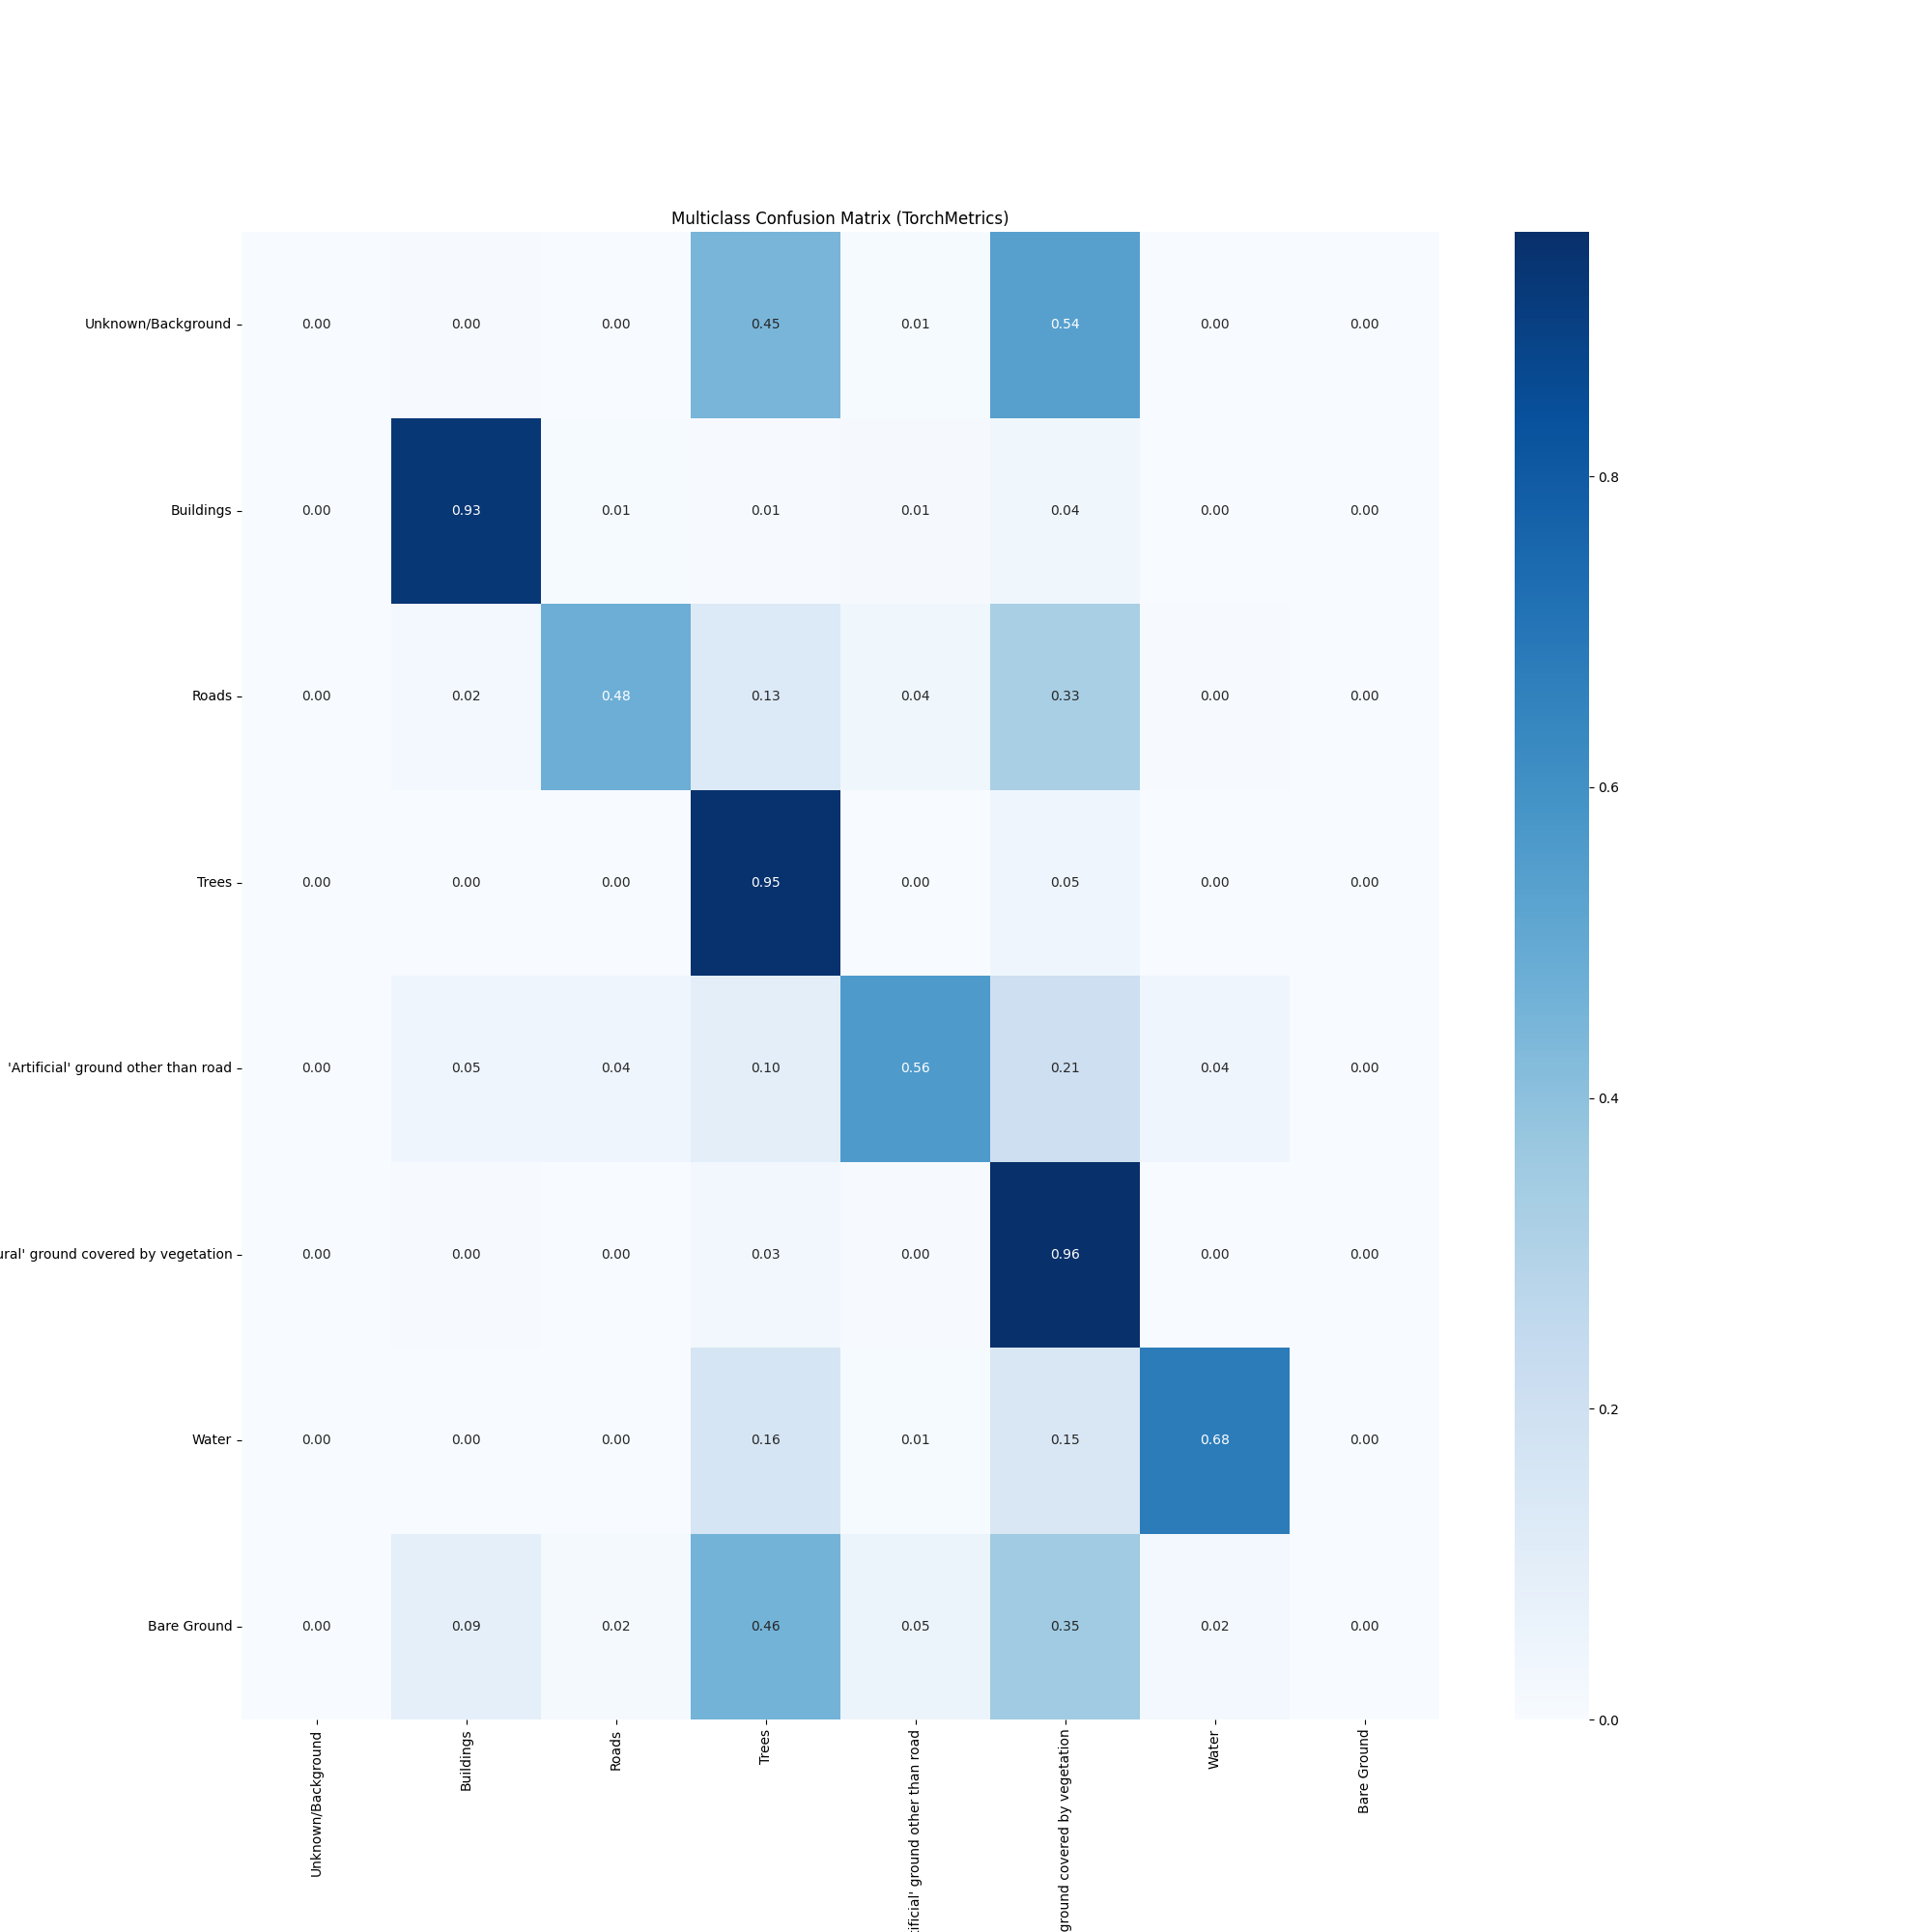 Multiclass Confusion Matrix (TorchMetrics)
Unknown/Background 0.00 0.00 0.00 0.45 0.01 0.54 0.00 0.00
Buildings 0.00 0.93 0.01 0.01 0.01 0.04 0.00 0.00
0.8
Roads 0.00 0.02 0.48 0.13 0.04 0.33 0.00 0.00
0.6
Trees 0.00 0.00 0.00 0.95 0.00 0.05 0.00 0.00
'Artificial' ground other than road 0.00 0.05 0.04 0.10 0.56 0.21 0.04 0.00
0.4
ural' ground covered by vegetation 0.00 0.00 0.00 0.03 0.00 0.96 0.00 0.00
0.2
Water 0.00 0.00 0.00 0.16 0.01 0.15 0.68 0.00
Bare Ground 0.00 0.09 0.02 0.46 0.05 0.35 0.02 0.00
0.0
Unknown/Background
Buildings
Roads
Trees
tificial' ground other than road
ground covered by vegetation
Water
Bare Ground